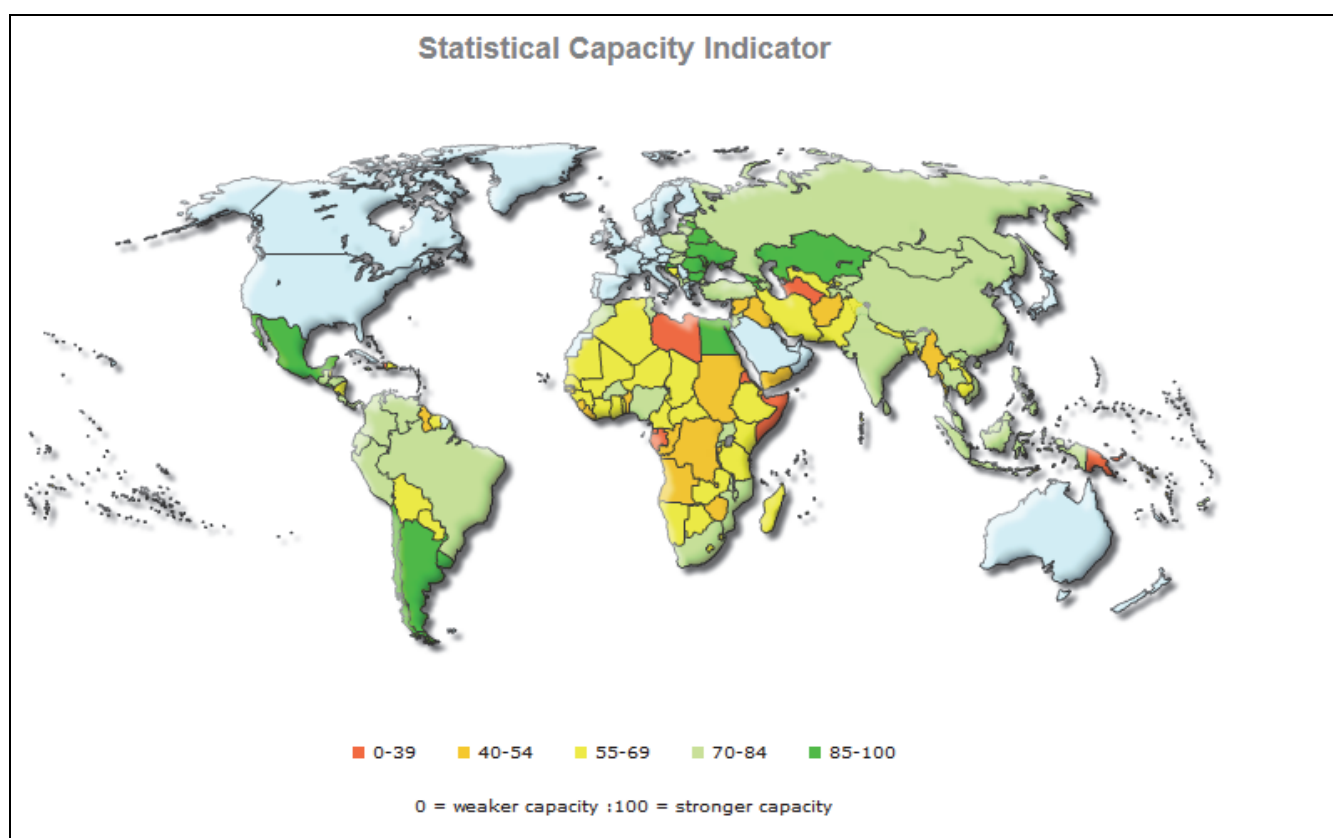 Statistical Capacity Indicator
0-39 40-54 55-69 70-84 85-100
0 = weaker capacity :100 = stronger capacity